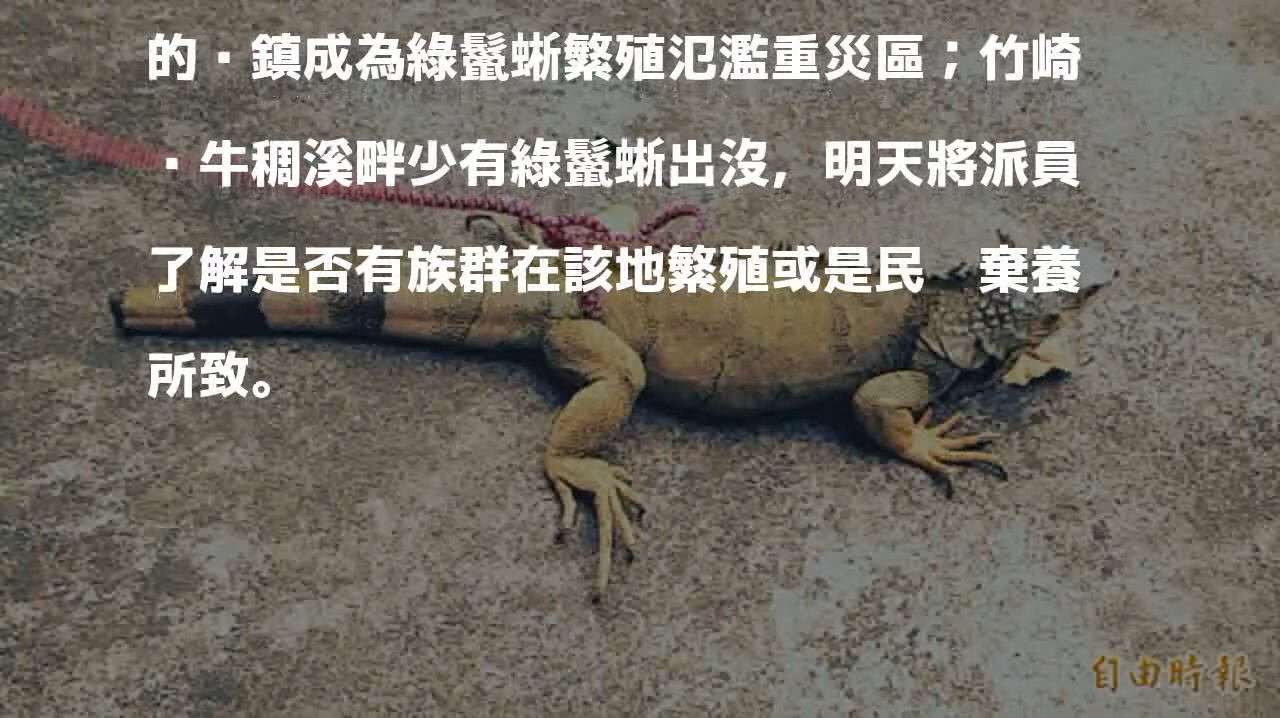 的·鎮成為綠鬣蜥繁殖氾濫重災區；竹崎
·牛稠溪畔少有綠鬣蜥出沒，明天將派員
了解是否有族群在該地繁殖或是民　棄養
所致。
自由時報